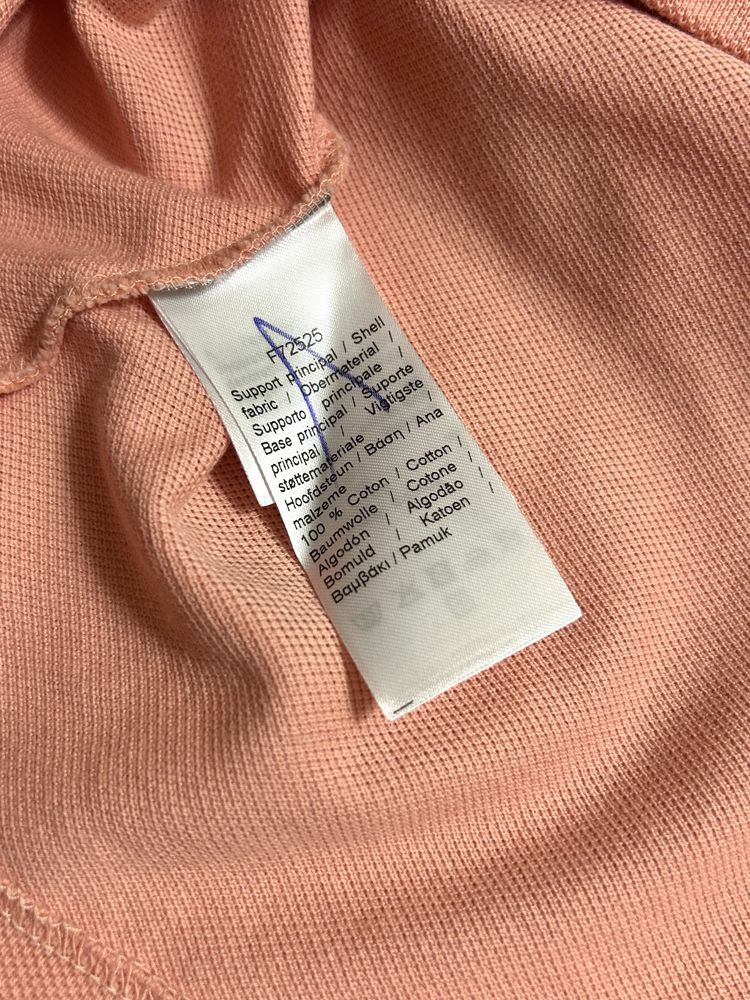 F72525
Support principal / Shell
fabric / Obermaterial /
Supporto principale /
Base principal / Suporte
principal / Vigtigste
støttemateriale /
Hoofdsteun / Βάση / Ana
malzeme
100 % Coton / Cotton /
Baumwolle / Cotone /
Algodón / Algodão /
Bomuld / Katoen /
Βαμβάκι / Pamuk